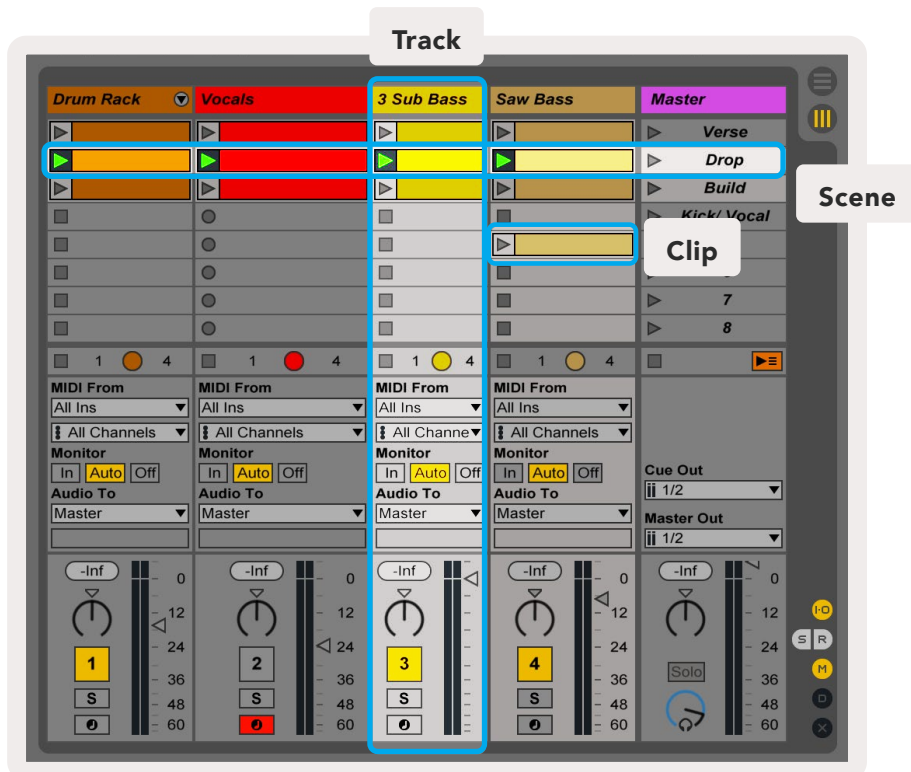 Track
Drum Rack Vocals 3 Sub Bass Saw Bass Master
Verse
Drop
Build
Scene
Kick/ Vocal
Clip
7
8
1 4 1 4 1 4 1 4
MIDI From MIDI From MIDI From MIDI From
All Ins All Ins All Ins All Ins
All Channels All Channels All Channe All Channels
Monitor Monitor Monitor Monitor
In Auto Off In Auto Off In Auto Off In Auto Off
Cue Out
Audio To Audio To Audio To Audio To
1/2
Master Master Master Master
Master Out
1/2
-Inf -Inf -Inf -Inf -Inf
0 0 0 0
12 12 12 12
I·O
24 24 24 24
S R
1 2 3 4 Solo
M
36 36 36 36
S S S S
48 48 48 48
D
60 60 60 60
X